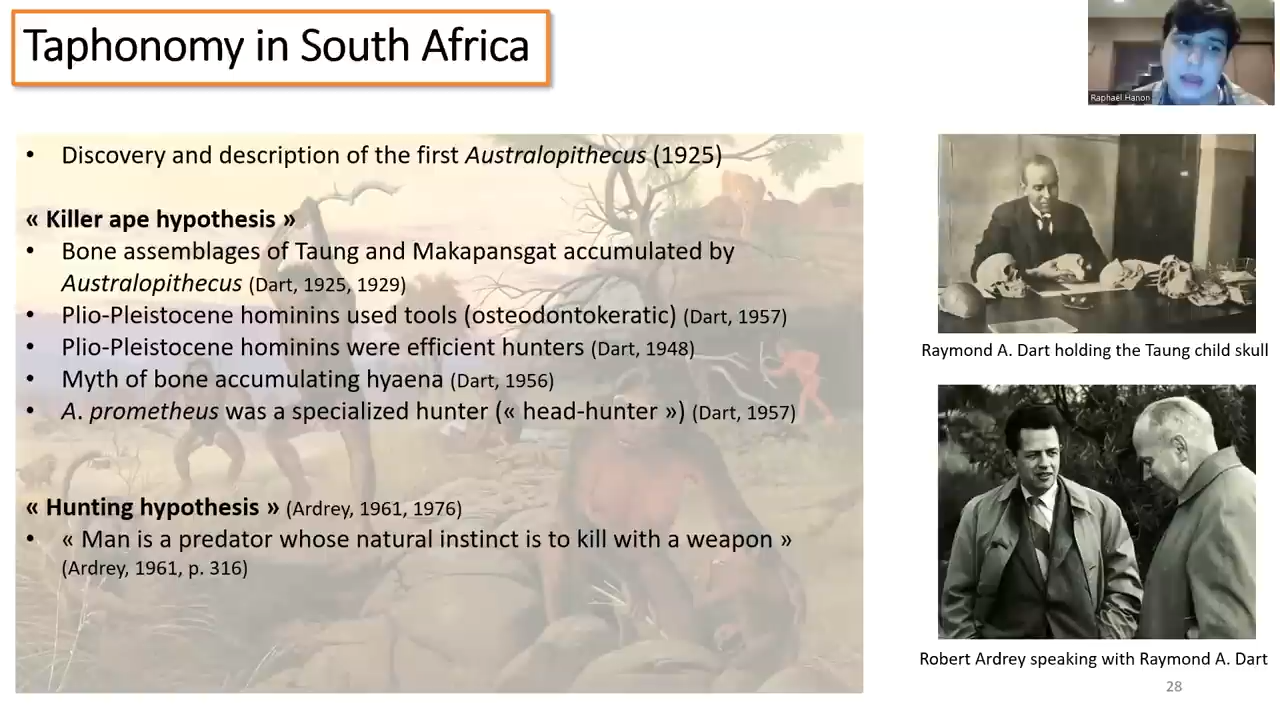 Taphonomy in South Africa
Raphaël Hanon
• Discovery and description of the first Australopithecus (1925)
« Killer ape hypothesis »
• Bone assemblages of Taung and Makapansgat accumulated by
Australopithecus (Dart, 1925, 1929)
• Plio-Pleistocene hominins used tools (osteodontokeratic) (Dart, 1957)
• Plio-Pleistocene hominins were efficient hunters (Dart, 1948)
• Myth of bone accumulating hyaena (Dart, 1956)
• A. prometheus was a specialized hunter (« head-hunter ») (Dart, 1957)
« Hunting hypothesis » (Ardrey, 1961, 1976)
• « Man is a predator whose natural instinct is to kill with a weapon »
(Ardrey, 1961, p. 316)
Raymond A. Dart holding the Taung child skull
Robert Ardrey speaking with Raymond A. Dart
28